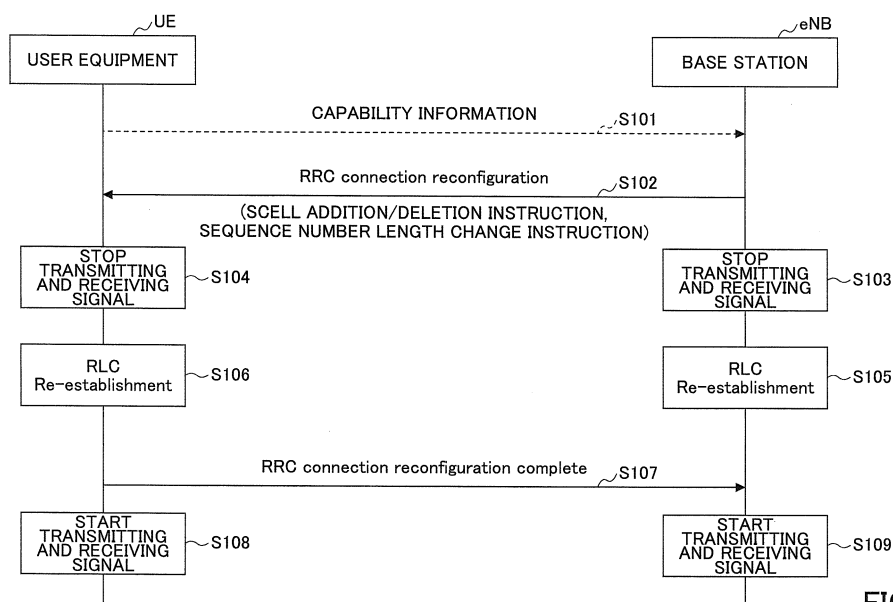 UE
eNB
USER EQUIPMENT
BASE STATION
CAPABILITY INFORMATION
S101
RRC connection reconfiguration
S102
(SCELL ADDITION/DELETION INSTRUCTION,
SEQUENCE NUMBER LENGTH CHANGE INSTRUCTION)
STOP
TRANSMITTING
AND RECEIVING
SIGNAL
S104
STOP
TRANSMITTING
AND RECEIVING
SIGNAL
S103
RLC
Re-establishment
S106
RLC
Re-establishment
S105
RRC connection reconfiguration complete
S107
START
TRANSMITTING
AND RECEIVING
SIGNAL
S108
START
TRANSMITTING
AND RECEIVING
SIGNAL
S109